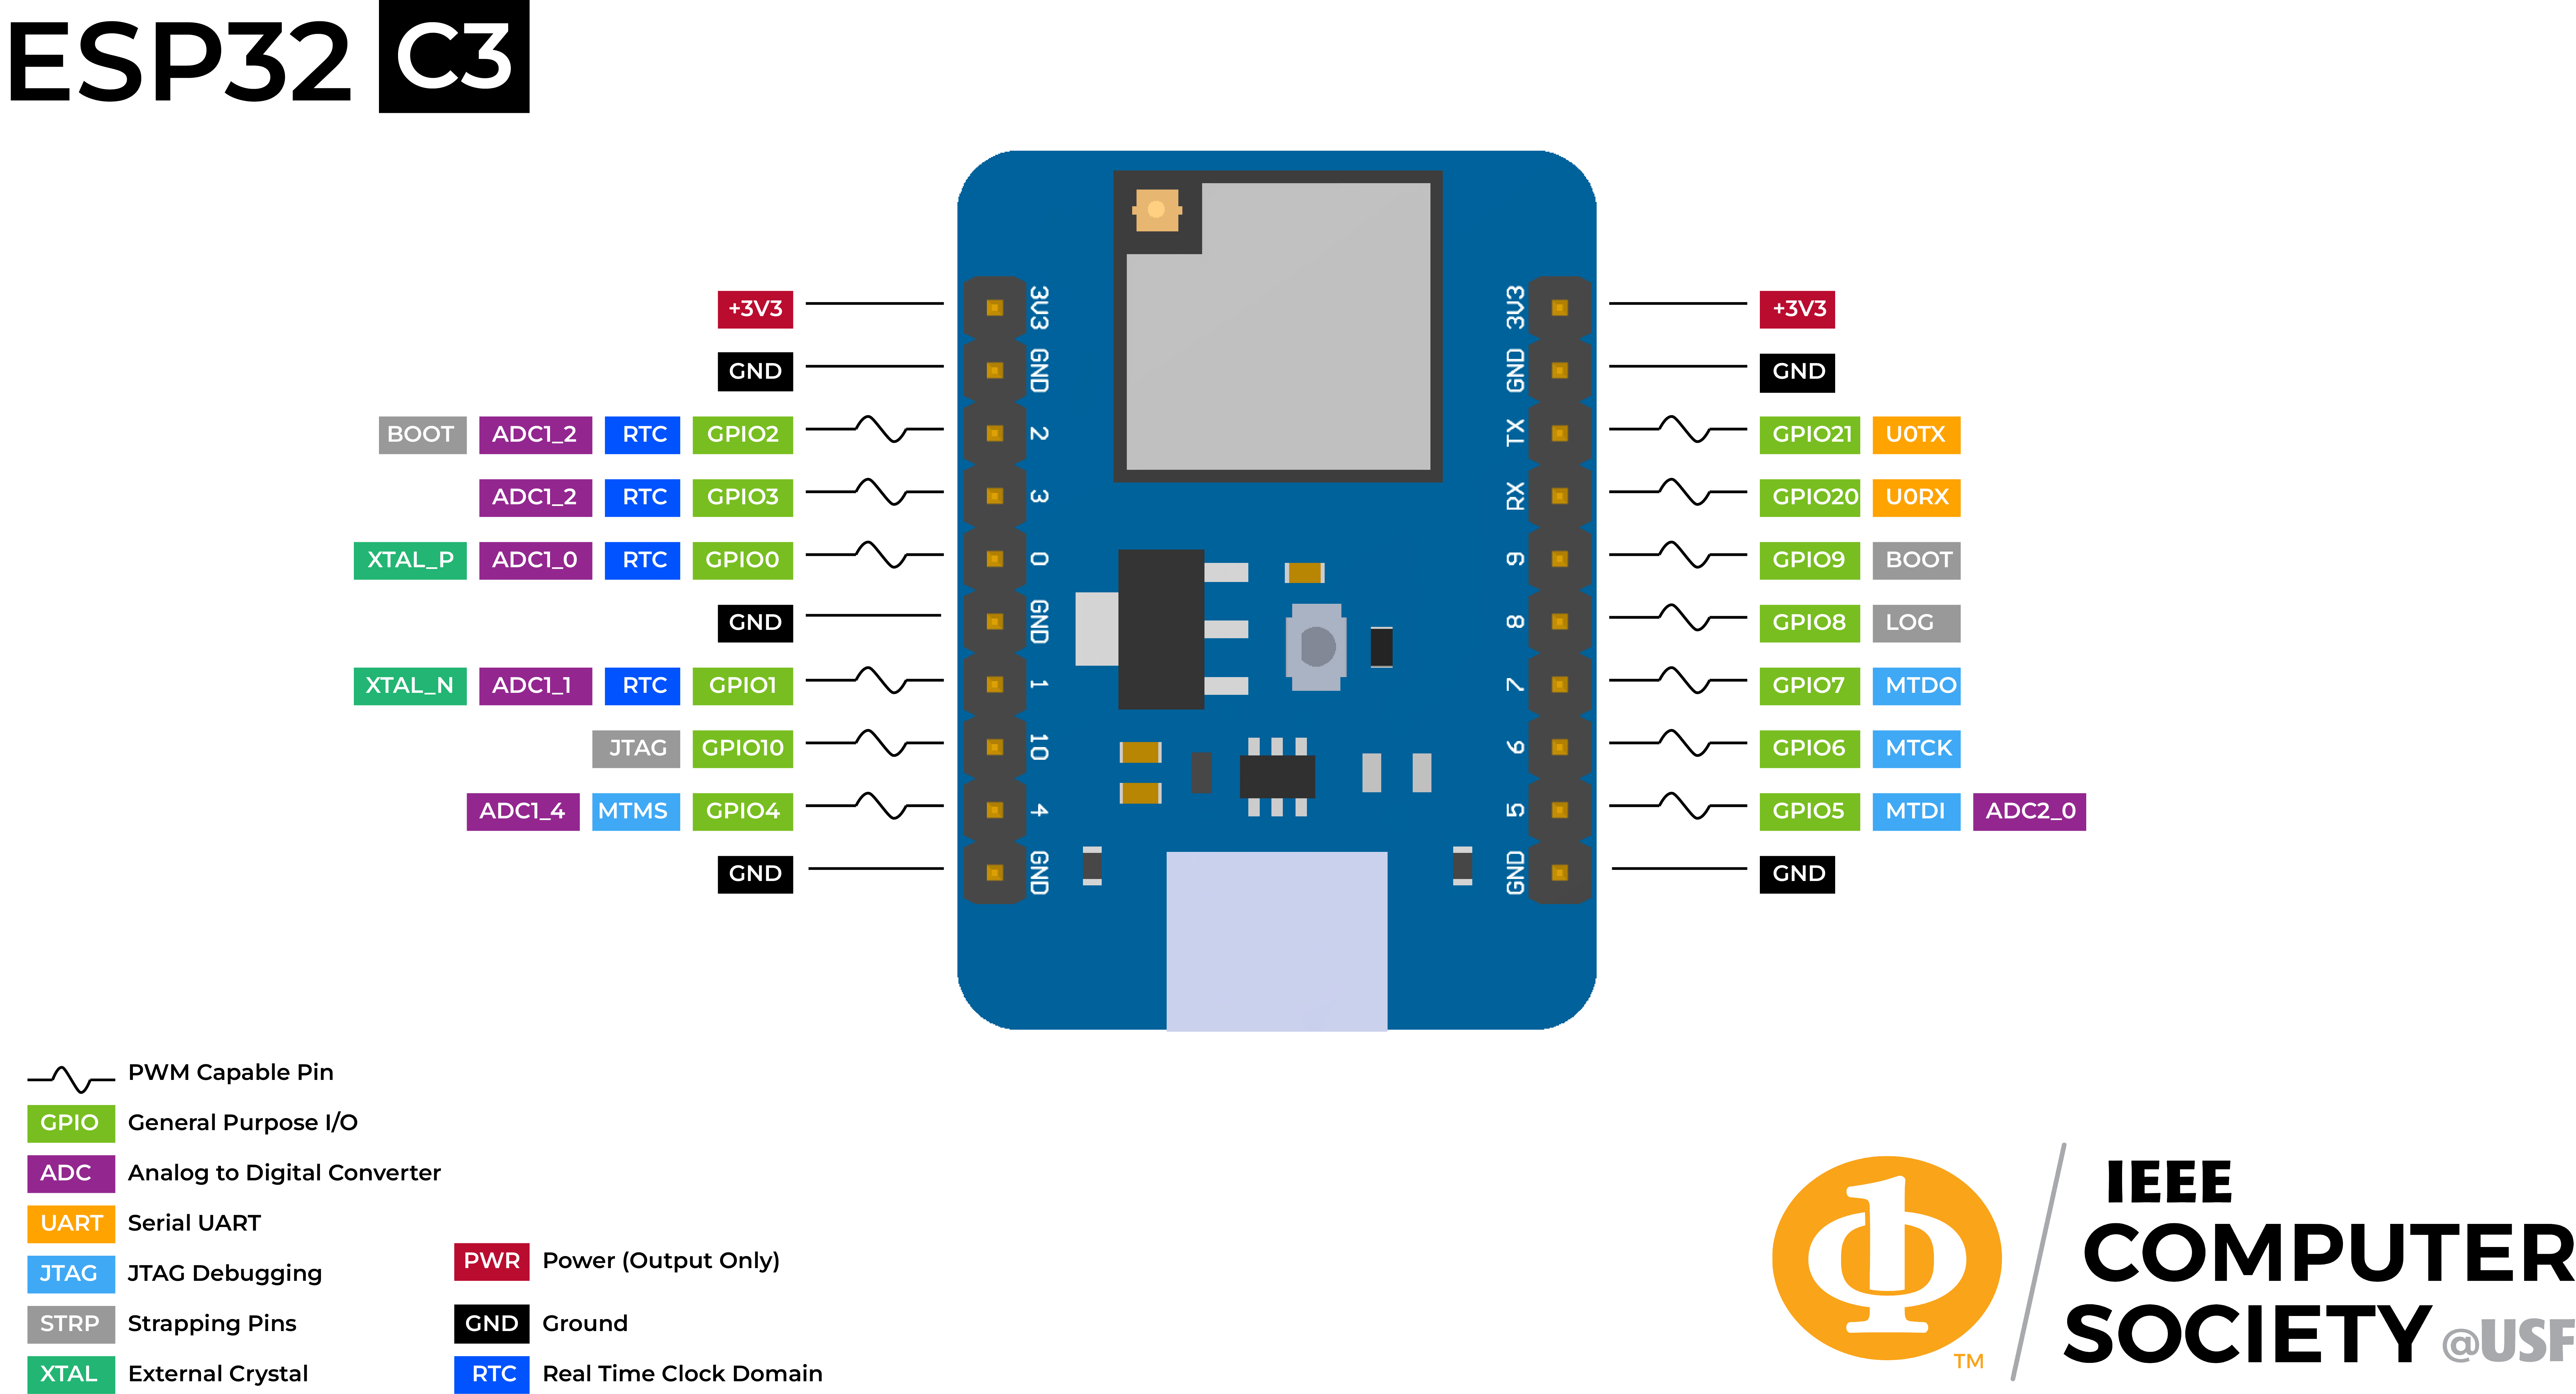 ESP32 C3
+3V3 3V3 3V3 +3V3
GND GND GND GND
BOOT ADC1_2 RTC GPIO2 2 TX GPIO21 U0TX
ADC1_2 RTC GPIO3 3 RX GPIO20 U0RX
XTAL_P ADC1_0 RTC GPIO0 0 9 GPIO9 BOOT
GND GND 8 GPIO8 LOG
XTAL_N ADC1_1 RTC GPIO1 1 7 GPIO7 MTDO
JTAG GPIO10 10 6 GPIO6 MTCK
ADC1_4 MTMS GPIO4 4 5 GPIO5 MTDI ADC2_0
GND GND GND GND
PWM Capable Pin
GPIO General Purpose I/O
ADC Analog to Digital Converter
UART Serial UART
JTAG JTAG Debugging
STRP Strapping Pins
XTAL External Crystal
PWR Power (Output Only)
GND Ground
RTC Real Time Clock Domain
TM
IEEE
COMPUTER
SOCIETY @USF